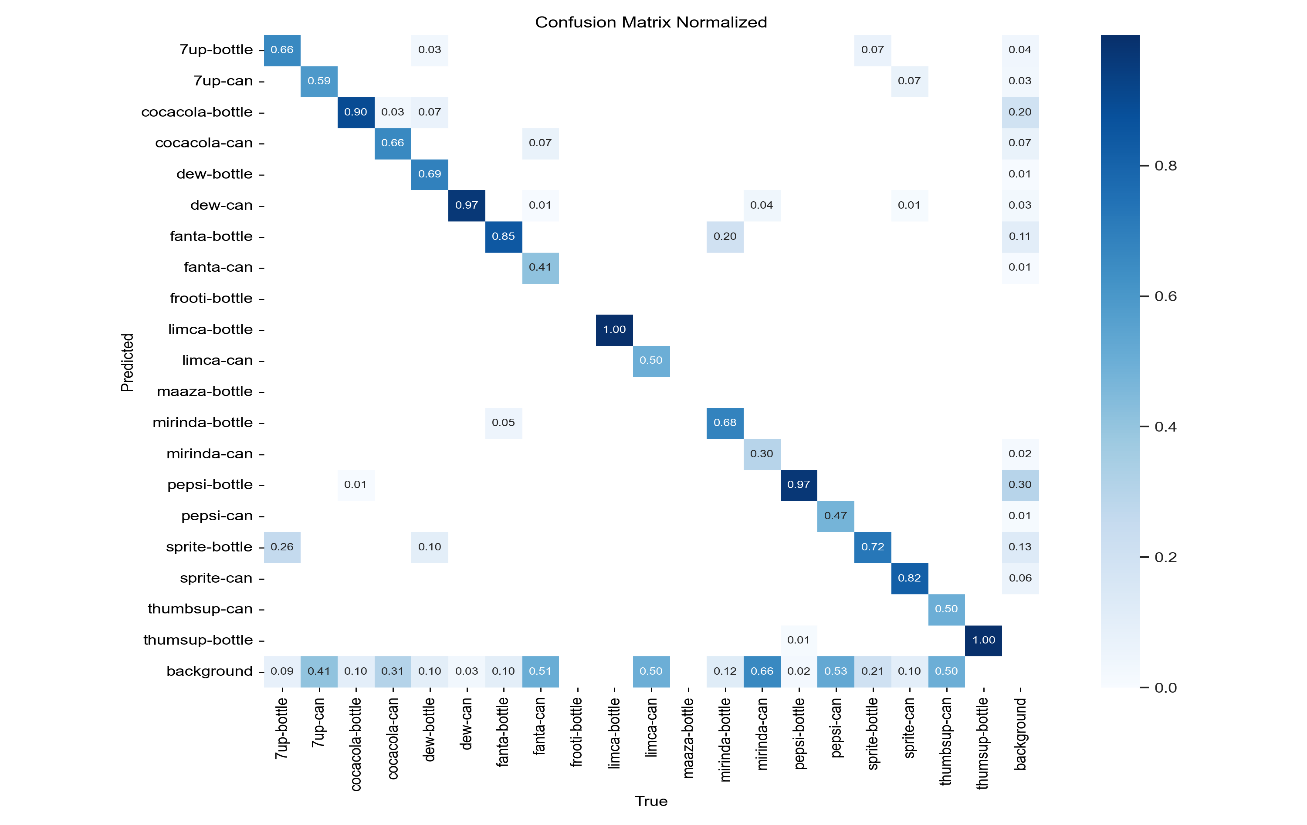 Confusion Matrix Normalized
7up-bottle 0.66 0.03 0.07 0.04
7up-can 0.59 0.07 0.03
cocacola-bottle 0.90 0.03 0.07 0.20
cocacola-can 0.66 0.07 0.07
dew-bottle 0.69 0.01
dew-can 0.97 0.01 0.04 0.01 0.03
fanta-bottle 0.85 0.20 0.11
fanta-can 0.41 0.01
frooti-bottle
limca-bottle 1.00
limca-can 0.50
maaza-bottle
mirinda-bottle 0.05 0.68
mirinda-can 0.30 0.02
pepsi-bottle 0.01 0.97 0.30
pepsi-can 0.47 0.01
sprite-bottle 0.26 0.10 0.72 0.13
sprite-can 0.82 0.06
thumbsup-can 0.50
thumsup-bottle 0.01 1.00
background 0.09 0.41 0.10 0.31 0.10 0.03 0.10 0.51 0.50 0.12 0.66 0.02 0.53 0.21 0.10 0.50
Predicted
7up-bottle
7up-can
cocacola-bottle
cocacola-can
dew-bottle
dew-can
fanta-bottle
fanta-can
frooti-bottle
limca-bottle
limca-can
maaza-bottle
mirinda-bottle
mirinda-can
pepsi-bottle
pepsi-can
sprite-bottle
sprite-can
thumbsup-can
thumsup-bottle
background
True
0.8
0.6
0.4
0.2
0.0